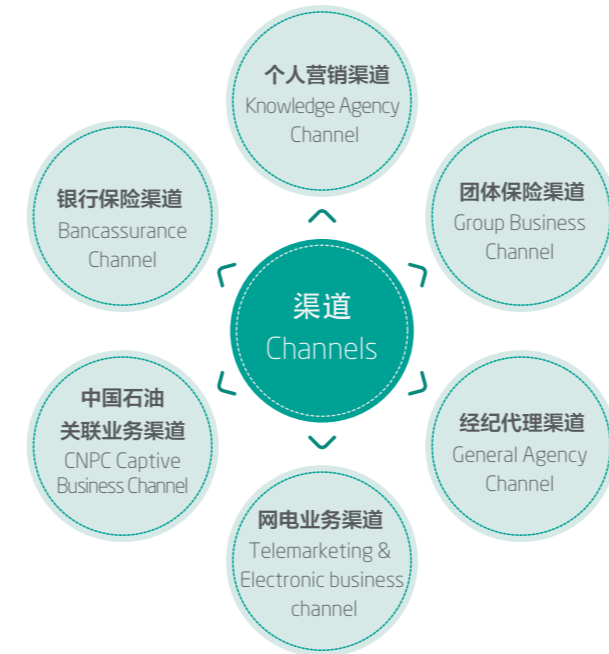 个人营销渠道
Knowledge Agency
Channel
团体保险渠道
Group Business
Channel
经纪代理渠道
General Agency
Channel
网电业务渠道
Telemarketing &
Electronic business
channel
中国石油
关联业务渠道
CNPC Captive
Business Channel
银行保险渠道
Bancassurance
Channel
渠道
Channels